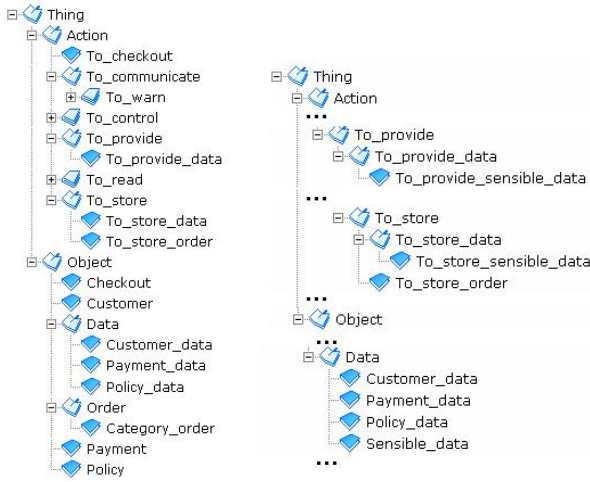 Thing
Action
To_checkout
To_communicate
To_warn
To_control
To_provide
To_provide_data
To_read
To_store
To_store_data
To_store_order
Object
Checkout
Customer
Data
Customer_data
Payment_data
Policy_data
Order
Category_order
Payment
Policy
Thing
Action
...
To_provide
To_provide_data
To_provide_sensible_data
...
To_store
To_store_data
To_store_sensible_data
To_store_order
...
Object
...
Data
Customer_data
Payment_data
Policy_data
Sensible_data
...